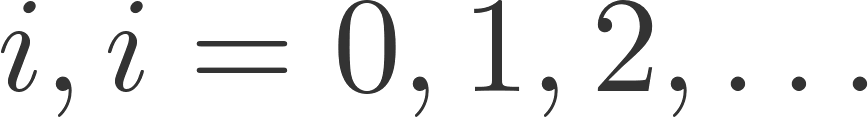 i, i = 0, 1, 2, . . .